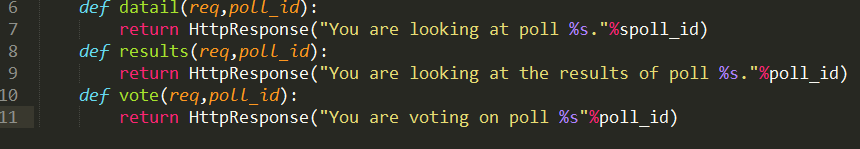 6 def datail(req,poll_id):
7 return HttpResponse("You are looking at poll %s."%spoll_id)
8 def results(req,poll_id):
9 return HttpResponse("You are looking at the results of poll %s."%poll_id)
10 def vote(req,poll_id):
11 return HttpResponse("You are voting on poll %s"%poll_id)